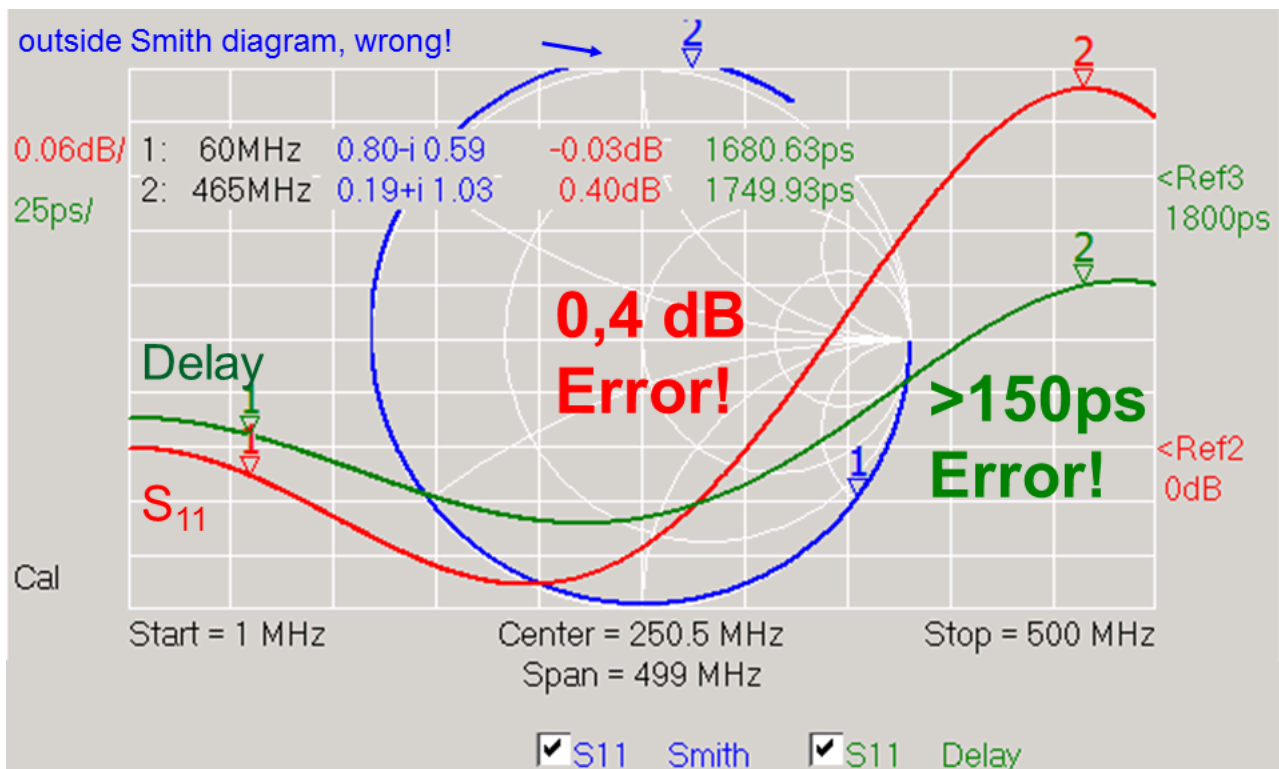 outside Smith diagram, wrong!
2
2
0.06dB/ 1: 60MHz 0.80-i 0.59 -0.03dB 1680.63ps
2: 465MHz 0.19+i 1.03 0.40dB 1749.93ps
<Ref3
25ps/
1800ps
2
0,4 dB
Error!
Delay
>150ps
Error!
1
1
1
<Ref2
0dB
S11
Cal
Start = 1 MHz Center = 250.5 MHz Stop = 500 MHz
Span = 499 MHz
S11 Smith S11 Delay